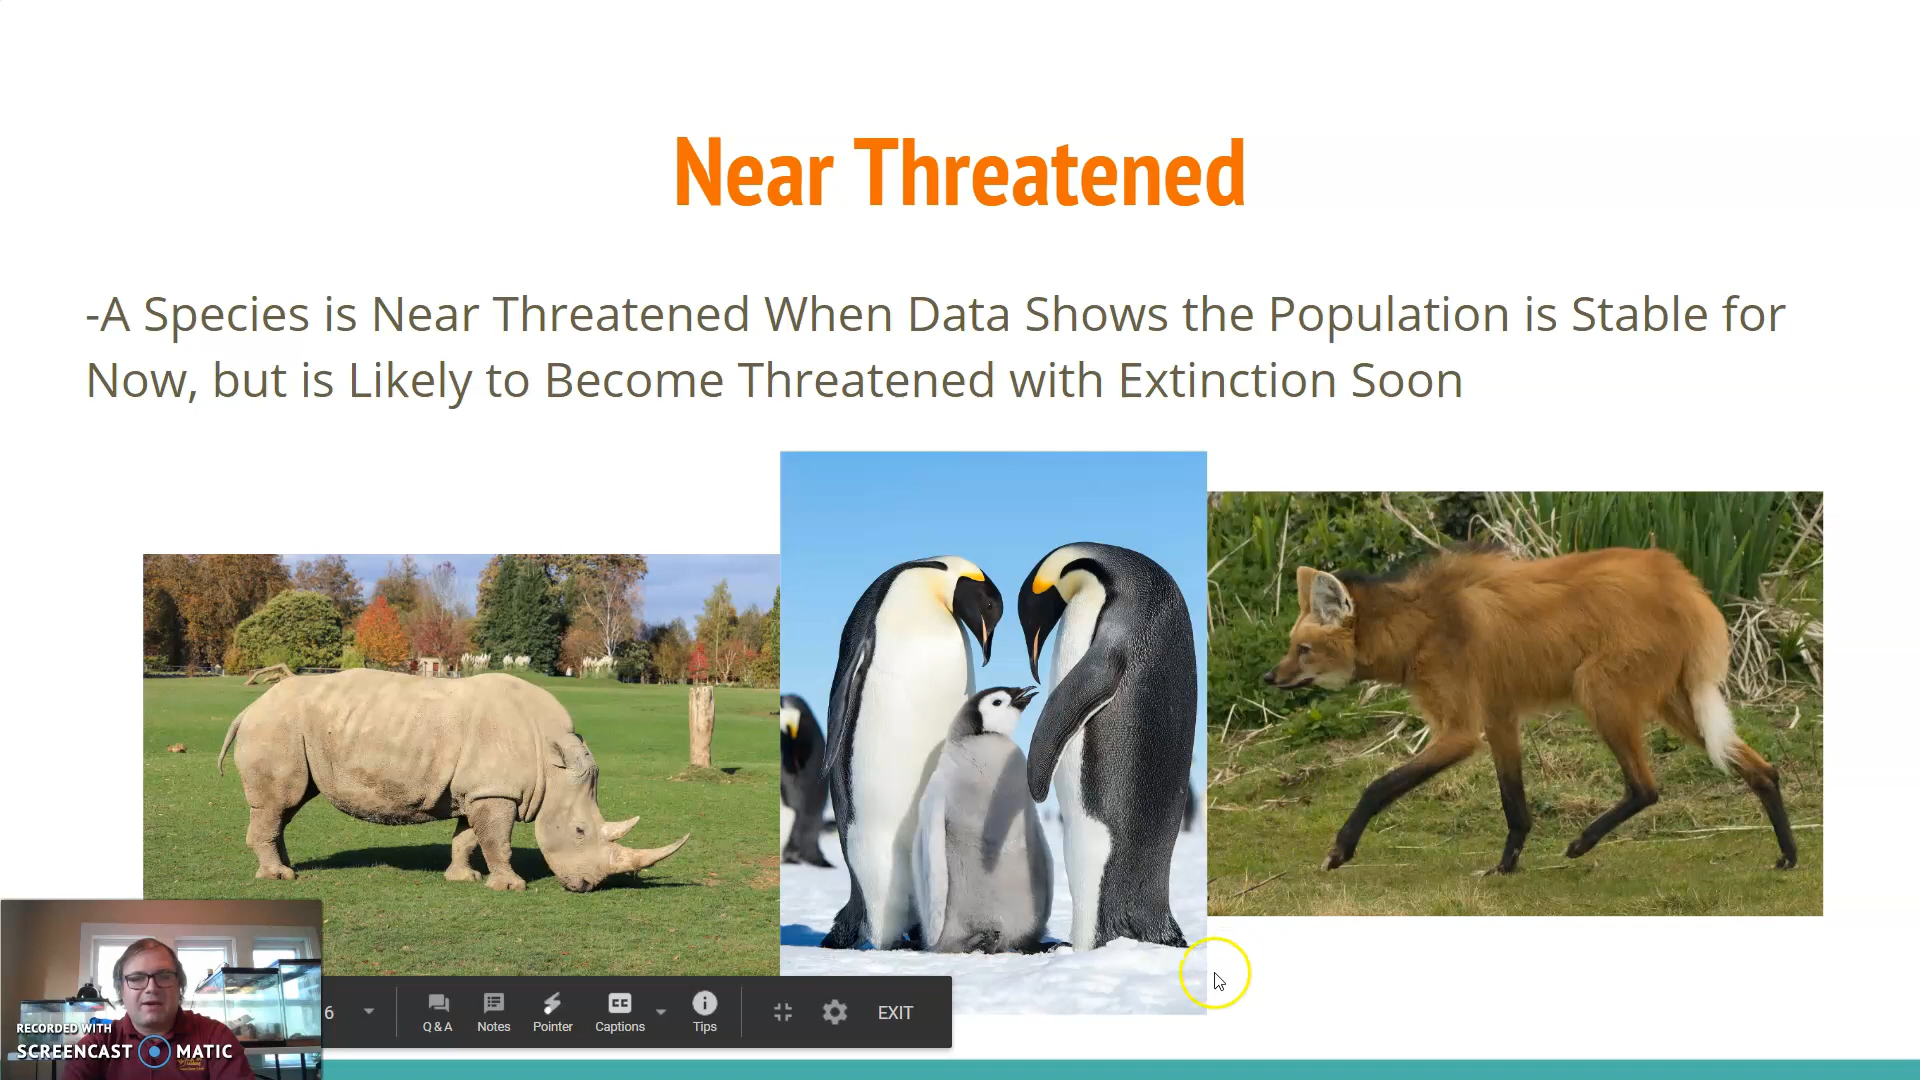 Near Threatened
-A Species is Near Threatened When Data Shows the Population is Stable for
Now, but is Likely to Become Threatened with Extinction Soon
6
Q & A
Notes
Pointer
CC
Captions
Tips
EXIT
RECORDED WITH
SCREENCAST MATIC